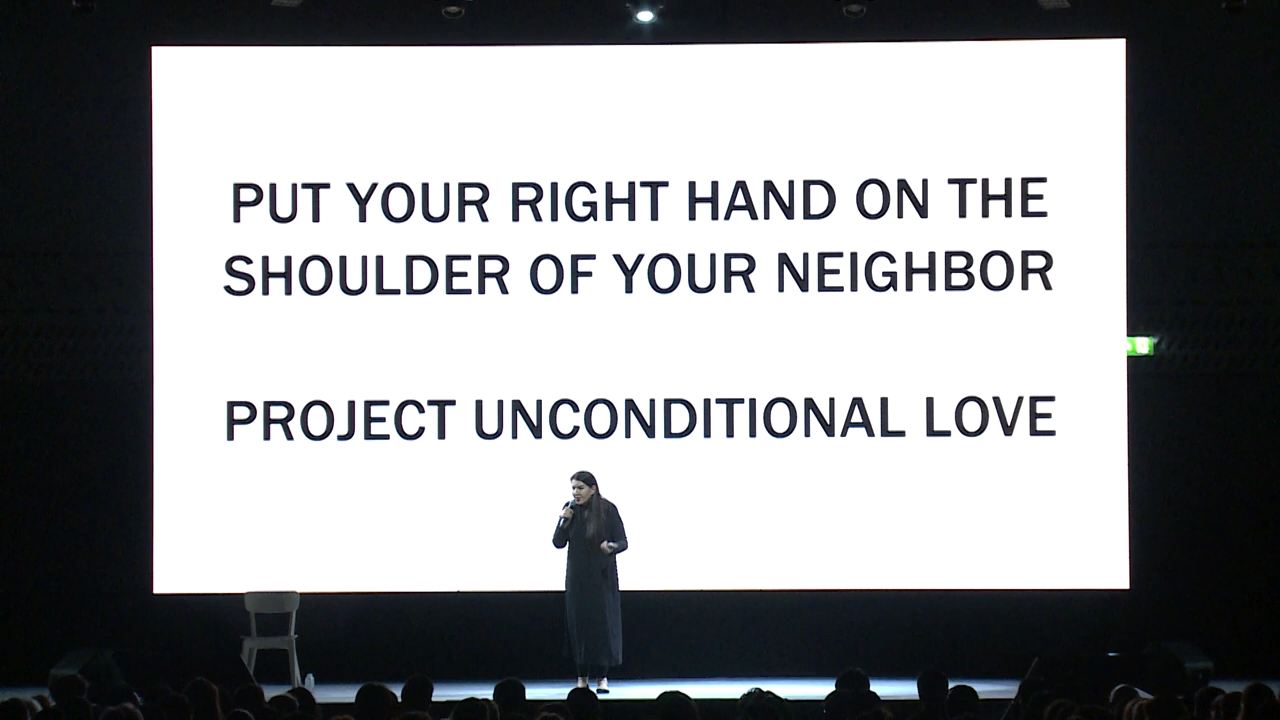 PUT YOUR RIGHT HAND ON THE
SHOULDER OF YOUR NEIGHBOR
PROJECT UNCONDITIONAL LOVE